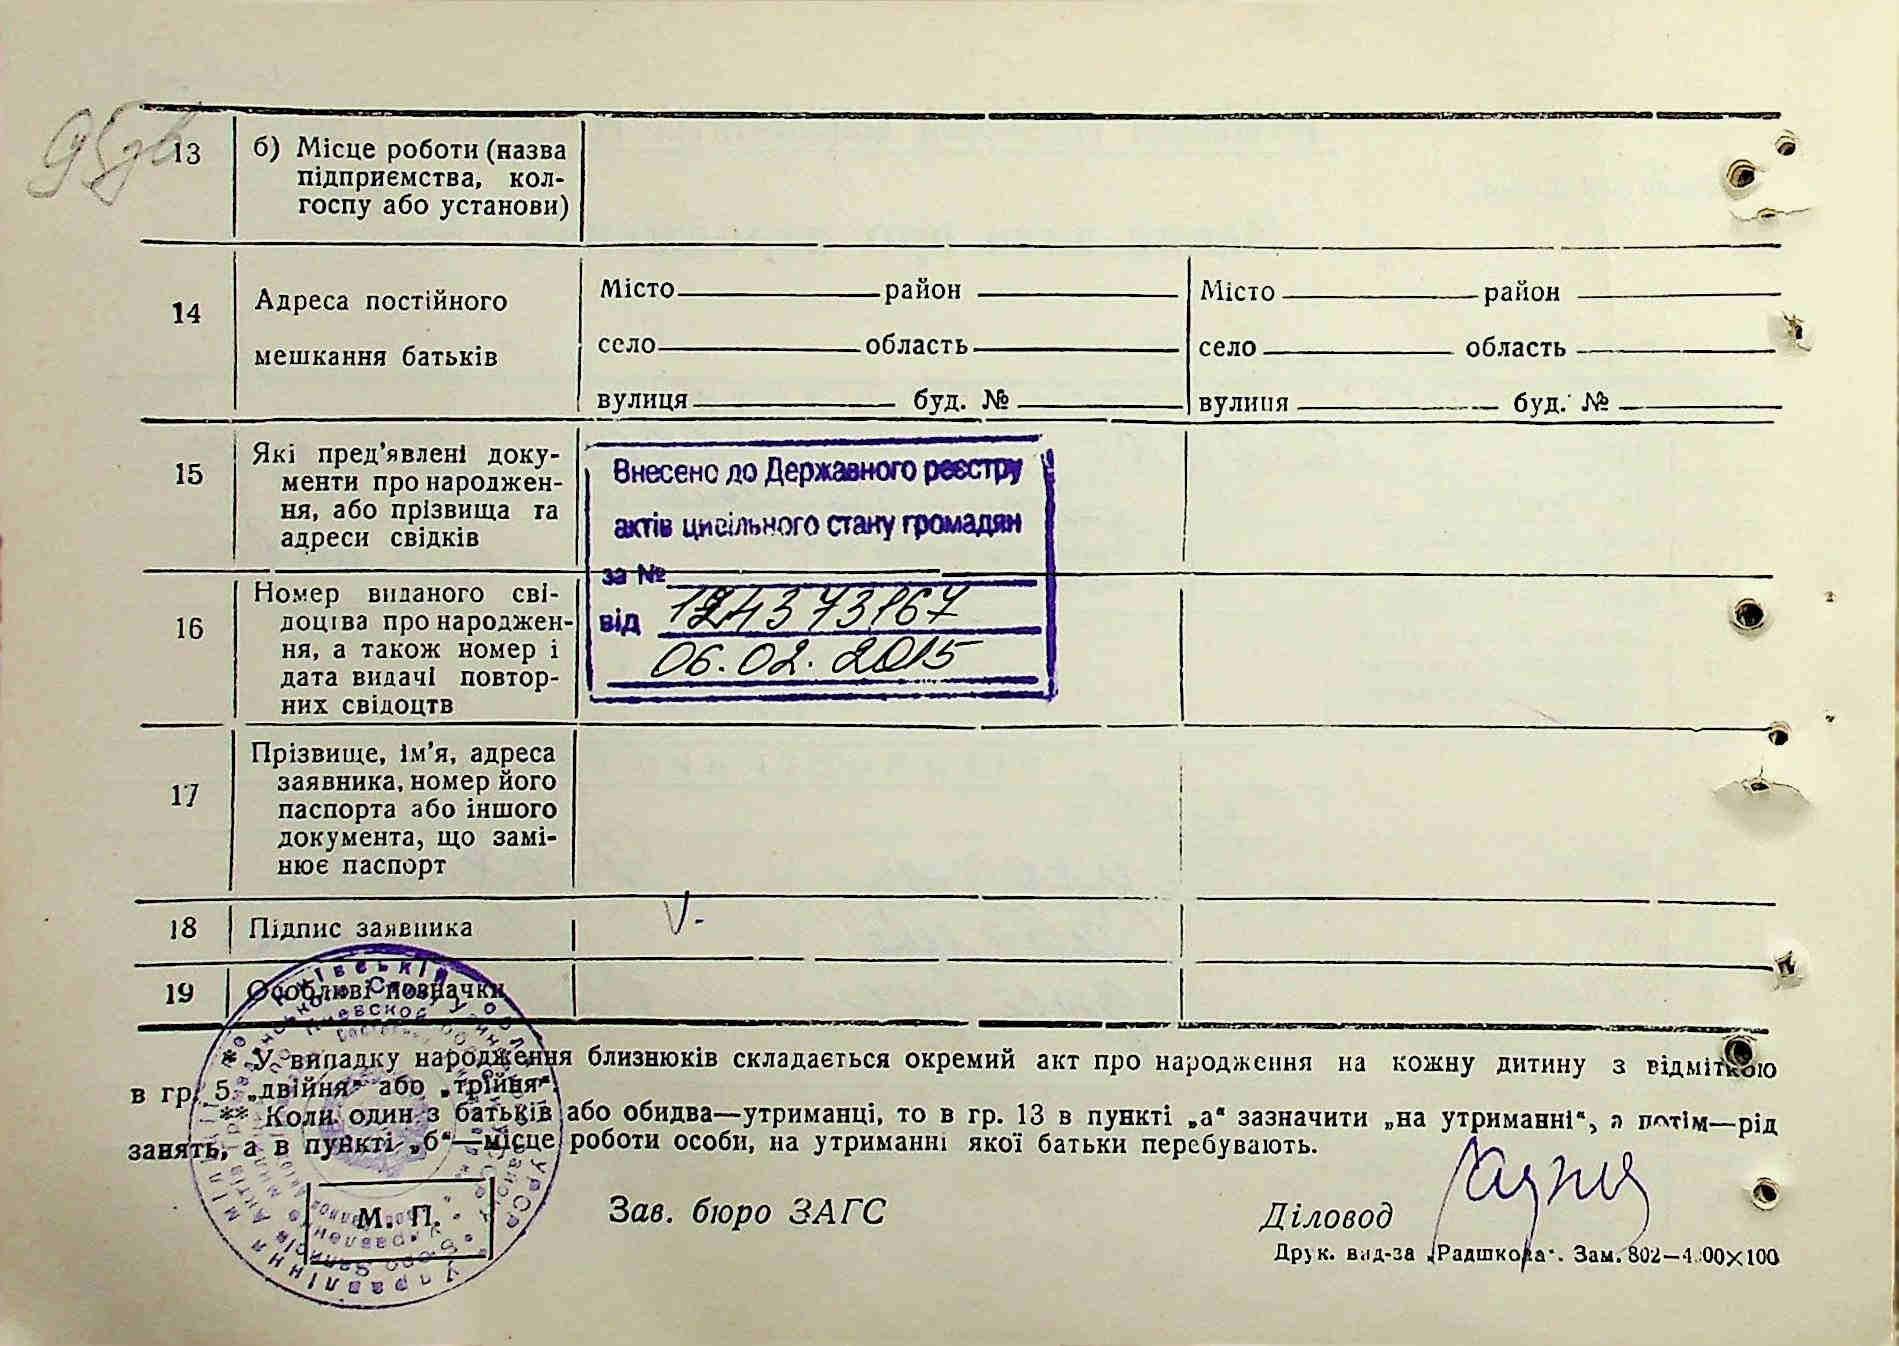 13
б) Місце роботи (назва
підприємства, кол-
госпу або установи)
14
Адреса постійного
мешкання батьків
Місто район
село область
вулиця буд. №
Місто район
село область
вулиця буд. №
15
Які пред'явлені доку-
менти про народжен-
ня, або прізвища та
адреси свідків
Внесено до Державного реєстру
актів цивільного стану громадян
за №
від 124373167
06.02.2015
16
Номер виданого сві-
доцтва про народжен-
ня, а також номер і
дата видачі повтор-
них свідоцтв
17
Прізвище, ім'я, адреса
заявника, номер його
паспорта або іншого
документа, що замі-
нює паспорт
18
Підпис заявника
V-
19
Особливі позначки
* У випадку народження близнюків складається окремий акт про народження на кожну дитину з відміткою
в гр. 5 „двійня“ або „трійня“.
** Коли один з батьків або обидва—утриманці, то в гр. 13 в пункті „а“ зазначити „на утриманні“, а потім—рід
занять, а в пункті „б“—місце роботи особи, на утриманні якої батьки перебувають.
М. П.
Зав. бюро ЗАГС
Діловод
Друк. вид-за „Радшкола“. Зам. 802—4.00×100